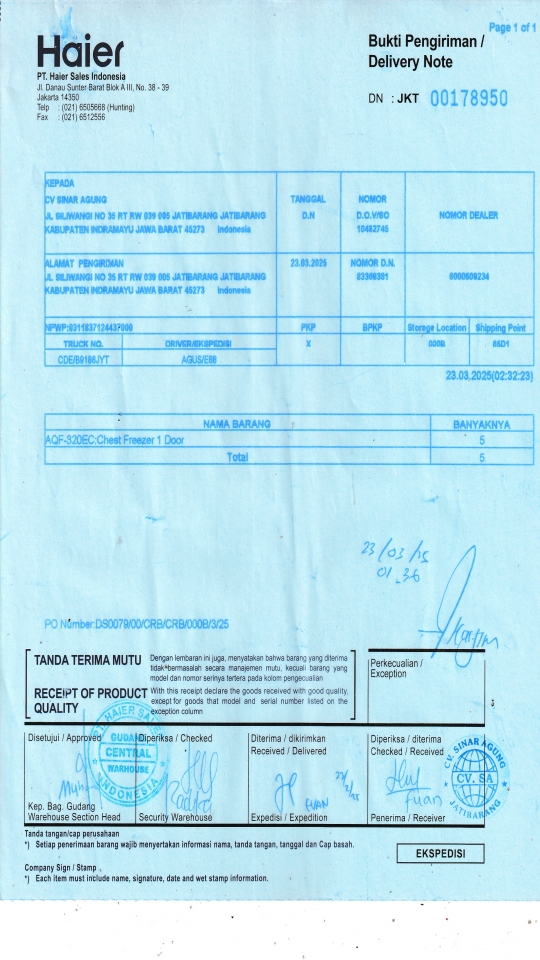 Page 1 of 1
Haier
Bukti Pengiriman /
Delivery Note
PT. Haier Sales Indonesia
Jl. Danau Sunter Barat Blok A III, No. 38 - 39
Jakarta 14350
Telp : (021) 6505668 (Hunting)
Fax : (021) 6512556
DN : JKT 00178950
KEPADA
CV SINAR AGUNG
JL SILIWANGI NO 35 RT RW 039 005 JATIBARANG JATIBARANG
KABUPATEN INDRAMAYU JAWA BARAT 45273 Indonesia
TANGGAL
D.N
NOMOR
D.O./SO
10482745
NOMOR DEALER
ALAMAT PENGIRIMAN
JL SILIWANGI NO 35 RT RW 039 005 JATIBARANG JATIBARANG
KABUPATEN INDRAMAYU JAWA BARAT 45273 Indonesia
23.03.2025
NOMOR D.N.
83369381
8000609234
NPWP:0311837124437000
PKP
BPKP
Storage Location
Shipping Point
TRUCK NO.
DRIVER/EKSPEDISI
X
000B
65D1
CDE/B9186JYT
AGUS/E88
23.03.2025(02:32:23)
NAMA BARANG
BANYAKNYA
AQF-320EC:Chest Freezer 1 Door
5
Total
5
23/03/25
01.36
PO Number:DS0079/00/CRB/CRB/000B/3/25
TANDA TERIMA MUTU
Dengan lembaran ini juga, menyatakan bahwa barang yang diterima
tidak bermasalah secara manajemen mutu, kecuali barang yang
model dan nomor serinya tertera pada kolom pengecualian
RECEIPT OF PRODUCT
QUALITY
With this receipt declare the goods received with good quality,
except for goods that model and serial number listed on the
exception column
Perkecualian /
Exception
Disetujui / Approved
Diperiksa / Checked
Diterima / dikirimkan
Received / Delivered
Diperiksa / diterima
Checked / Received
PT. HAIER SALES
GUDANG
CENTRAL
WAREHOUSE
INDONESIA
CV. SINAR AGUNG
CV. SA
JATIBARANG
Fuan
Kep. Bag. Gudang
Warehouse Section Head
Security Warehouse
Expedisi / Expedition
Penerima / Receiver
Tanda tangan/cap perusahaan
*) Setiap penerimaan barang wajib menyertakan informasi nama, tanda tangan, tanggal dan Cap basah.
EKSPEDISI
Company Sign / Stamp
*) Each item must include name, signature, date and wet stamp information.